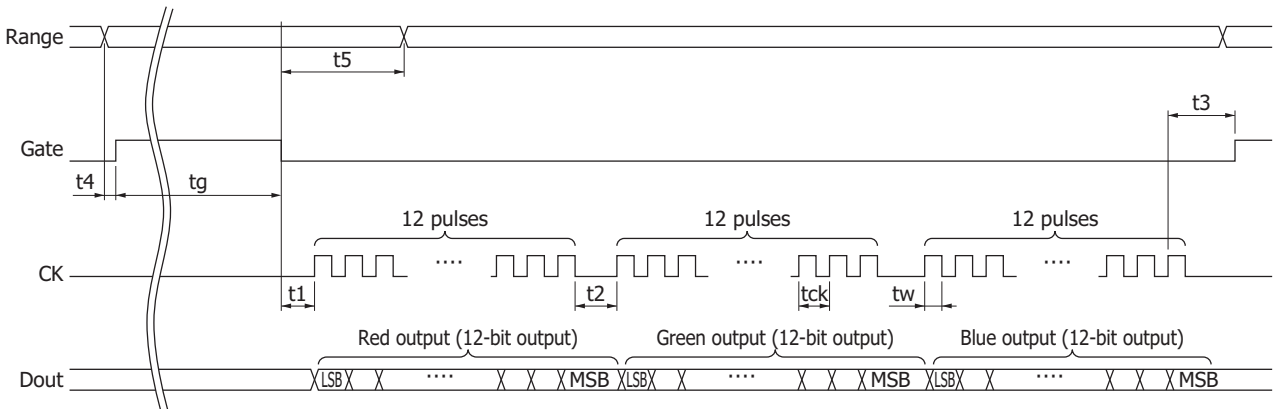 Range
t5
t3
Gate
t4 tg
12 pulses 12 pulses 12 pulses
CK ···· ···· ····
t1 t2 tck tw
Red output (12-bit output) Green output (12-bit output) Blue output (12-bit output)
Dout LSB ···· MSB LSB ···· MSB LSB ···· MSB